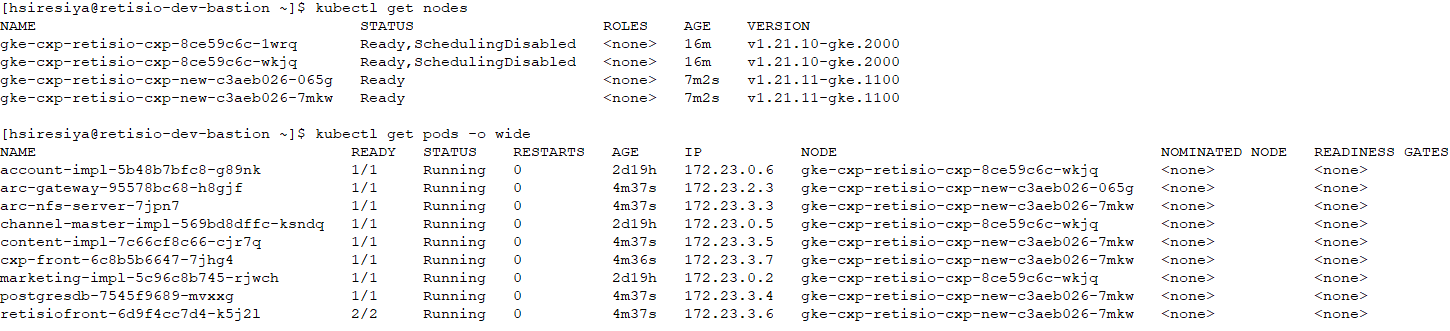 [hsiresiya@retisio-dev-bastion ~]$ kubectl get nodes
NAME STATUS ROLES AGE VERSION
gke-cxp-retisio-cxp-8ce59c6c-1wrq Ready,SchedulingDisabled <none> 16m v1.21.10-gke.2000
gke-cxp-retisio-cxp-8ce59c6c-wkjq Ready,SchedulingDisabled <none> 16m v1.21.10-gke.2000
gke-cxp-retisio-cxp-new-c3aeb026-065g Ready <none> 7m2s v1.21.11-gke.1100
gke-cxp-retisio-cxp-new-c3aeb026-7mkw Ready <none> 7m2s v1.21.11-gke.1100
[hsiresiya@retisio-dev-bastion ~]$ kubectl get pods -o wide
NAME READY STATUS RESTARTS AGE IP NODE NOMINATED NODE READINESS GATES
account-impl-5b48b7bfc8-g89nk 1/1 Running 0 2d19h 172.23.0.6 gke-cxp-retisio-cxp-8ce59c6c-wkjq <none> <none>
arc-gateway-95578bc68-h8gjf 1/1 Running 0 4m37s 172.23.2.3 gke-cxp-retisio-cxp-new-c3aeb026-065g <none> <none>
arc-nfs-server-7jpn7 1/1 Running 0 4m37s 172.23.3.3 gke-cxp-retisio-cxp-new-c3aeb026-7mkw <none> <none>
channel-master-impl-569bd8dffc-ksndq 1/1 Running 0 2d19h 172.23.0.5 gke-cxp-retisio-cxp-8ce59c6c-wkjq <none> <none>
content-impl-7c66cf8c66-cjr7q 1/1 Running 0 4m37s 172.23.3.5 gke-cxp-retisio-cxp-new-c3aeb026-7mkw <none> <none>
cxp-front-6c8b5b6647-7jhg4 1/1 Running 0 4m36s 172.23.3.7 gke-cxp-retisio-cxp-new-c3aeb026-7mkw <none> <none>
marketing-impl-5c96c8b745-rjwch 1/1 Running 0 2d19h 172.23.0.2 gke-cxp-retisio-cxp-8ce59c6c-wkjq <none> <none>
postgresdb-7545f9689-mvxxg 1/1 Running 0 4m37s 172.23.3.4 gke-cxp-retisio-cxp-new-c3aeb026-7mkw <none> <none>
retisiofront-6d9f4cc7d4-k5j2l 2/2 Running 0 4m37s 172.23.3.6 gke-cxp-retisio-cxp-new-c3aeb026-7mkw <none> <none>